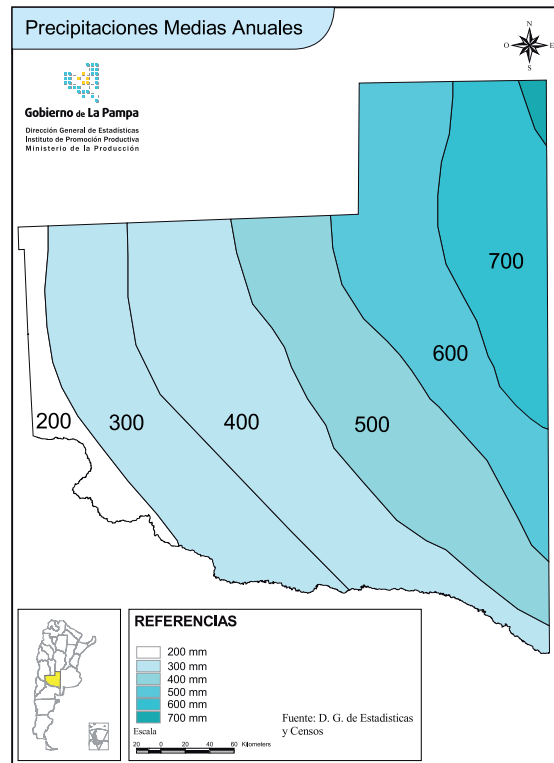 Precipitaciones Medias Anuales
N
O E
S
Gobierno de La Pampa
Dirección General de Estadísticas
Instituto de Promoción Productiva
Ministerio de la Producción
700
600
200 300 400 500
REFERENCIAS
200 mm
300 mm
400 mm
500 mm
600 mm
700 mm
Escala
20 0 20 40 60 Kilometers
Fuente: D. G. de Estadisticas
y Censos